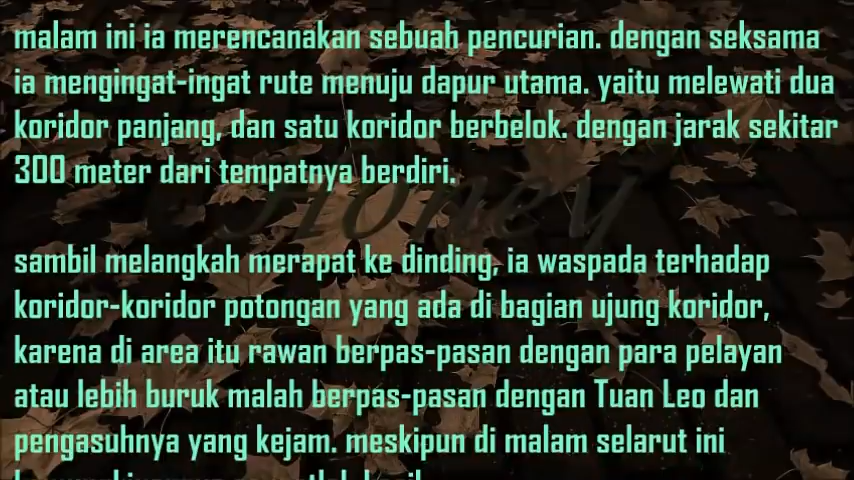 malam ini ia merencanakan sebuah pencurian. dengan seksama
ia mengingat-ingat rute menuju dapur utama. yaitu melewati dua
koridor panjang, dan satu koridor berbelok. dengan jarak sekitar
300 meter dari tempatnya berdiri.
Honey
sambil melangkah merapat ke dinding, ia waspada terhadap
koridor-koridor potongan yang ada di bagian ujung koridor,
karena di area itu rawan berpas-pasan dengan para pelayan
atau lebih buruk malah berpas-pasan dengan Tuan Leo dan
pengasuhnya yang kejam. meskipun di malam selarut ini